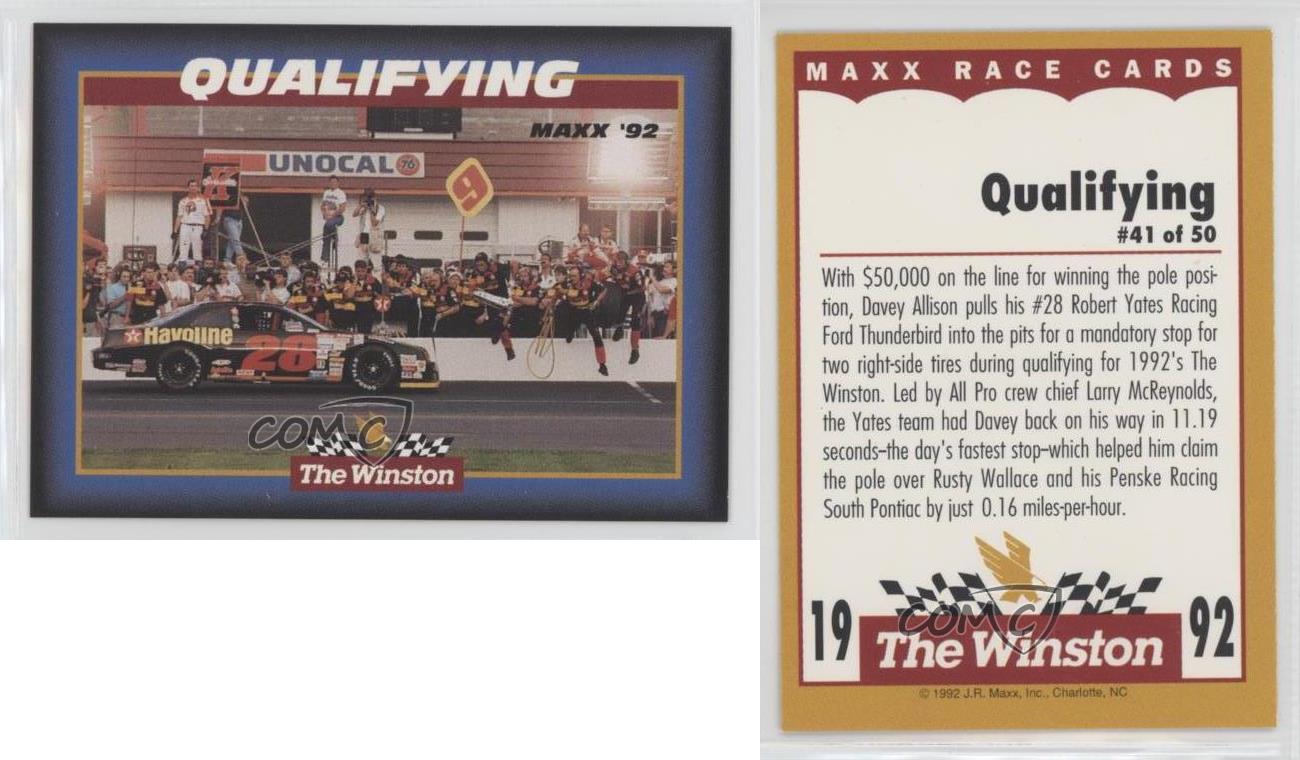 QUALIFYING
MAXX '92
UNOCAL 76
K
9
Havoline
28
COMC
The Winston
MAXX RACE CARDS
Qualifying
#41 of 50
With $50,000 on the line for winning the pole posi-
tion, Davey Allison pulls his #28 Robert Yates Racing
Ford Thunderbird into the pits for a mandatory stop for
two right-side tires during qualifying for 1992's The
Winston. Led by All Pro crew chief Larry McReynolds,
the Yates team had Davey back on his way in 11.19
seconds–the day's fastest stop–which helped him claim
the pole over Rusty Wallace and his Penske Racing
South Pontiac by just 0.16 miles-per-hour.
COMC
19 The Winston 92
© 1992 J.R. Maxx, Inc., Charlotte, NC